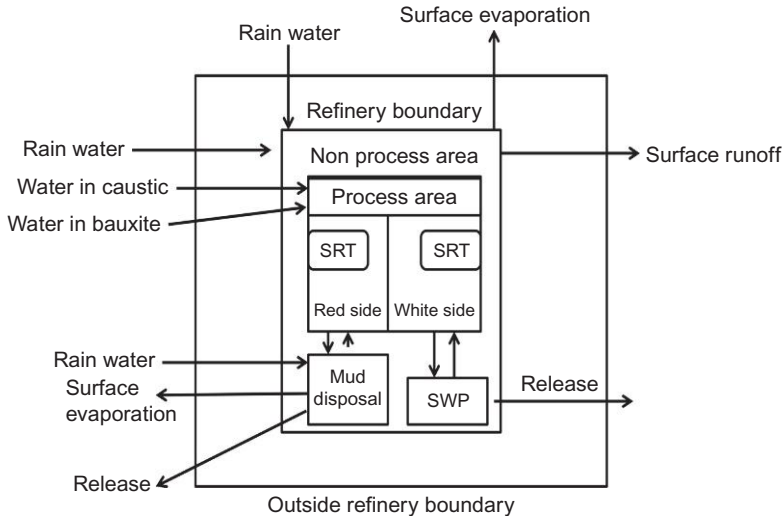 Surface evaporation
Rain water
Refinery boundary
Rain water
Non process area
Surface runoff
Water in caustic
Process area
Water in bauxite
SRT
SRT
Red side
White side
Rain water
Mud
disposal
Surface
evaporation
SWP
Release
Release
Outside refinery boundary